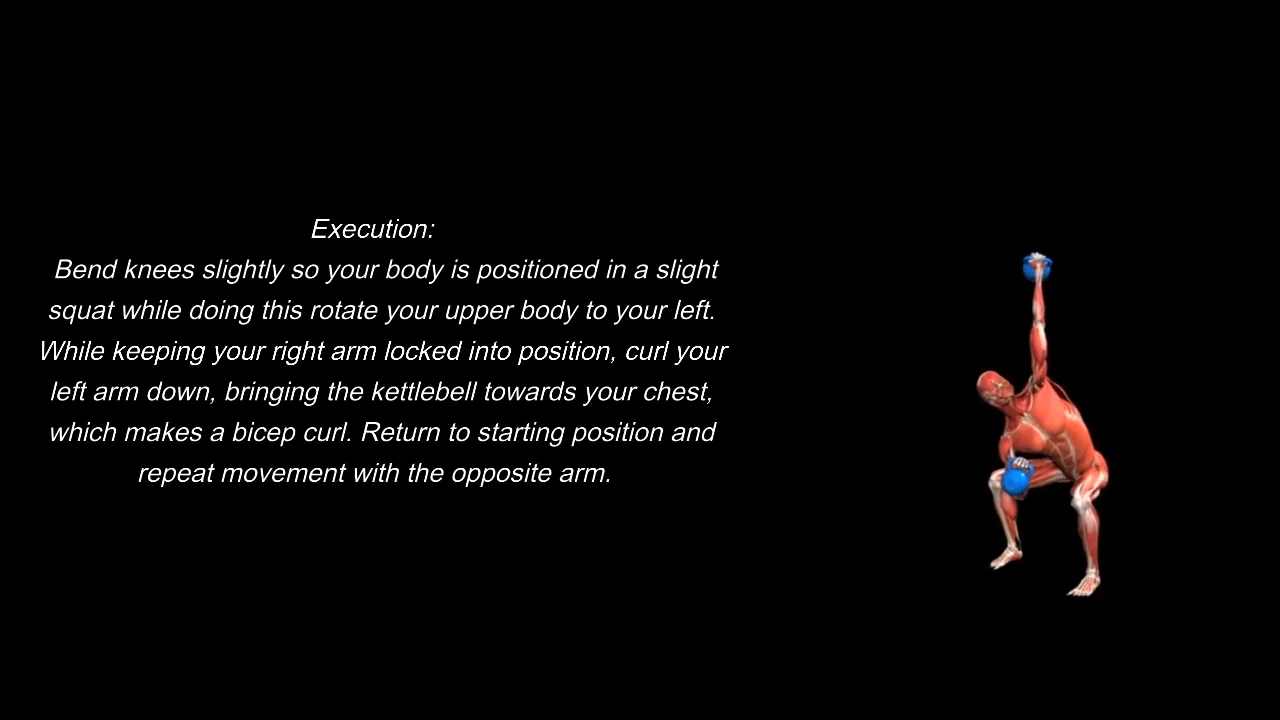 Execution:
Bend knees slightly so your body is positioned in a slight
squat while doing this rotate your upper body to your left.
While keeping your right arm locked into position, curl your
left arm down, bringing the kettlebell towards your chest,
which makes a bicep curl. Return to starting position and
repeat movement with the opposite arm.